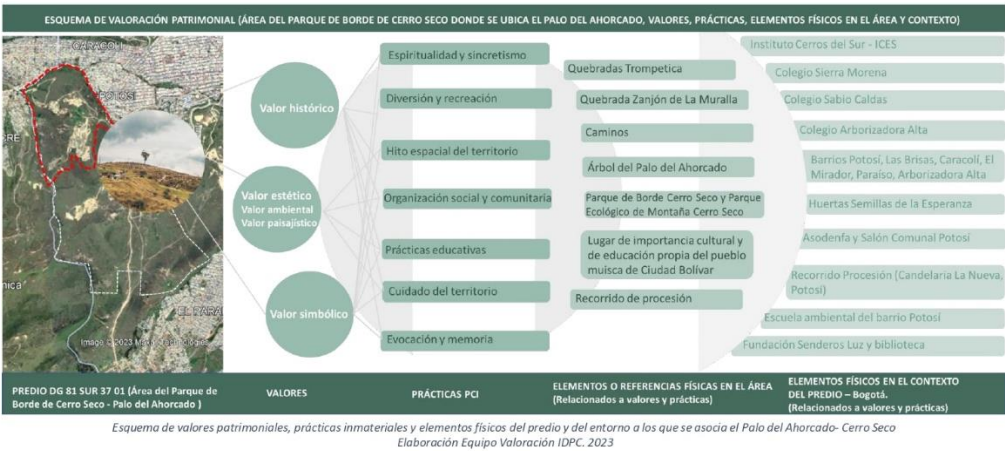 ESQUEMA DE VALORACIÓN PATRIMONIAL (ÁREA DEL PARQUE DE BORDE DE CERRO SECO DONDE SE UBICA EL PALO DEL AHORCADO, VALORES, PRÁCTICAS, ELEMENTOS FÍSICOS EN EL ÁREA Y CONTEXTO)
CARACOLI
POTOSI
Valor histórico
Valor estético
Valor ambiental
Valor paisajístico
Valor simbólico
Espiritualidad y sincretismo
Diversión y recreación
Hito espacial del territorio
Organización social y comunitaria
Prácticas educativas
Cuidado del territorio
Evocación y memoria
Quebradas Trompetica
Quebrada Zanjón de La Muralla
Caminos
Árbol del Palo del Ahorcado
Parque de Borde Cerro Seco y Parque
Ecológico de Montaña Cerro Seco
Lugar de importancia cultural y
de educación propia del pueblo
muisca de Ciudad Bolívar
Recorrido de procesión
Instituto Cerros del Sur - ICES
Colegio Sierra Morena
Colegio Sabio Caldas
Colegio Arborizadora Alta
Barrios Potosí, Las Brisas, Caracolí, El
Mirador, Paraíso, Arborizadora Alta
Huertas Semillas de la Esperanza
Asodenfa y Salón Comunal Potosí
Recorrido Procesión (Candelaria La Nueva,
Potosí)
Escuela ambiental del barrio Potosí
Fundación Senderos Luz y biblioteca
Image © 2023 Maxar Technologies
PREDIO DG 81 SUR 37 01 (Área del Parque de
Borde de Cerro Seco - Palo del Ahorcado )
VALORES
PRÁCTICAS PCI
ELEMENTOS O REFERENCIAS FÍSICAS EN EL ÁREA
(Relacionados a valores y prácticas)
ELEMENTOS FÍSICOS EN EL CONTEXTO
DEL PREDIO – Bogotá.
(Relacionados a valores y prácticas)
Esquema de valores patrimoniales, prácticas inmateriales y elementos físicos del predio y del entorno a los que se asocia el Palo del Ahorcado- Cerro Seco
Elaboración Equipo Valoración IDPC. 2023